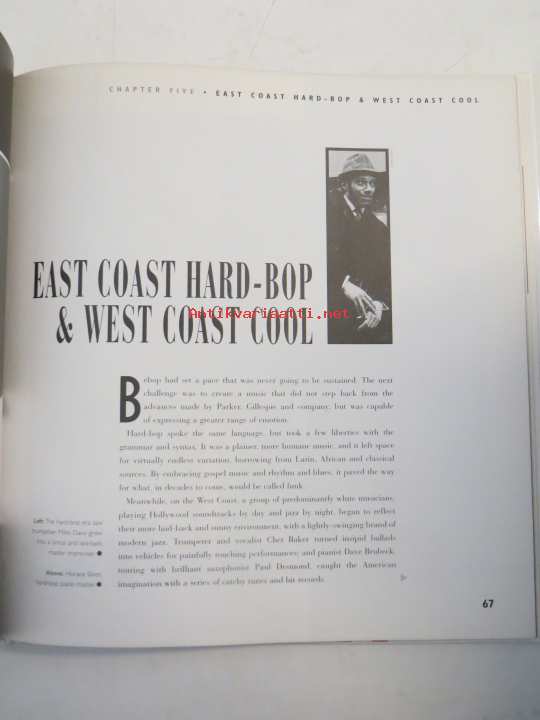 CHAPTER FIVE • EAST COAST HARD-BOP & WEST COAST COOL
EAST COAST HARD-BOP
& WEST COAST COOL
Antikvariaatti.net
Bebop had set a pace that was never going to be sustained. The next
challenge was to create a music that did not step back from the
advances made by Parker, Gillespie and company, but was capable
of expressing a greater range of emotion.
Hard-bop spoke the same language, but took a few liberties with the
grammar and syntax. It was a plainer, more humane music, and it left space
for virtually endless variation, borrowing from Latin, African and classical
sources. By embracing gospel music and rhythm and blues, it paved the way
for what, in decades to come, would be called funk.
Meanwhile, on the West Coast, a group of predominantly white musicians,
playing Hollywood soundtracks by day and jazz by night, began to reflect
their more laid-back and sunny environment, with a lightly-swinging brand of
modern jazz. Trumpeter and vocalist Chet Baker turned insipid ballads
into vehicles for painfully touching performances; and pianist Dave Brubeck,
touring with brilliant saxophonist Paul Desmond, caught the American
imagination with a series of catchy tunes and hit records.
Left: The hard-bop era saw
trumpeter Miles Davis grow
into a lyrical and laid-back
master improviser. ●
Above: Horace Silver,
hard-bop piano master. ●
67